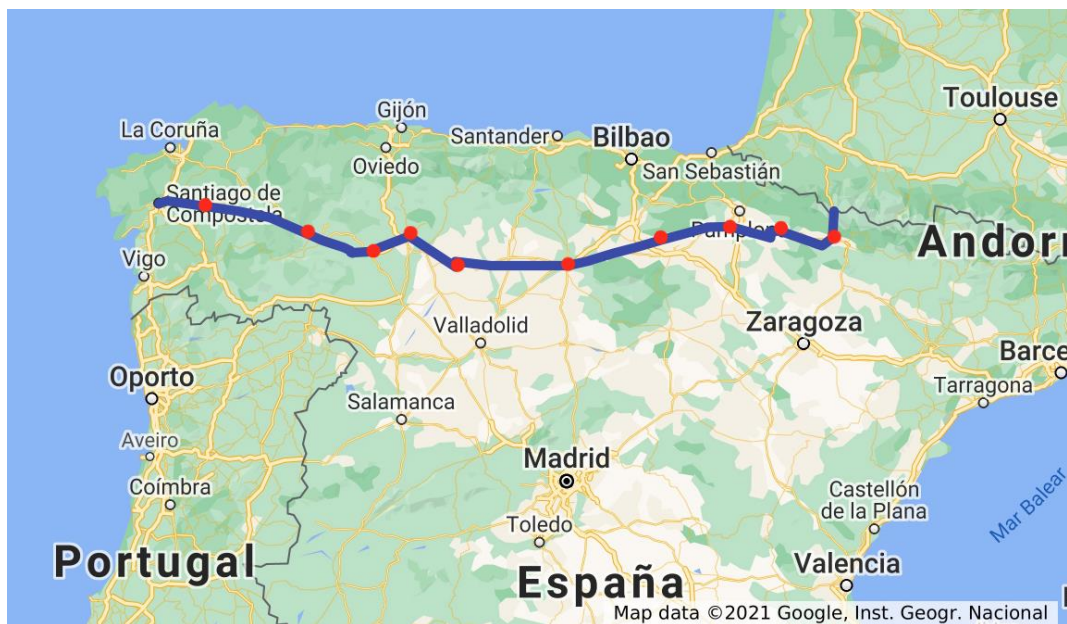 Toulouse
Gijón
La Coruña
Santander
Bilbao
Oviedo
San Sebastián
Santiago de
Compostela
Pamplona
Andorr
Vigo
Valladolid
Zaragoza
Barce
Oporto
Tarragona
Salamanca
Aveiro
Madrid
Coímbra
Castellón
de la Plana
Mar Balear
Toledo
Portugal
España
Valencia
Map data ©2021 Google, Inst. Geogr. Nacional